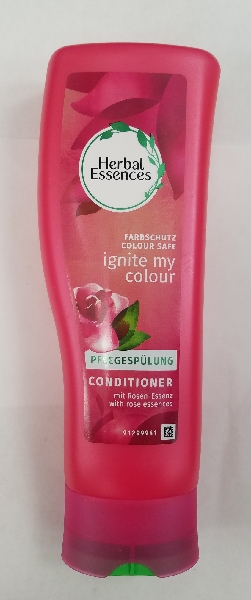 Herbal
Essences
FARBSCHUTZ
COLOUR SAFE
ignite my
colour
PFLEGESPÜLUNG
CONDITIONER
mit Rosen-Essenz
with rose essences